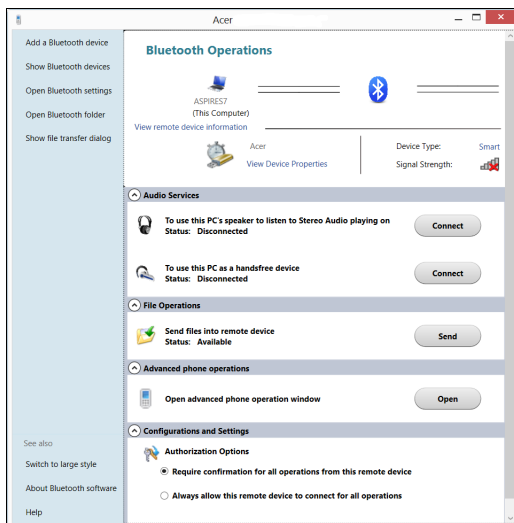 Acer
Add a Bluetooth device
Show Bluetooth devices
Open Bluetooth settings
Open Bluetooth folder
Show file transfer dialog
Bluetooth Operations
ASPIRES7
(This Computer)
View remote device information
Acer
View Device Properties
Device Type: Smart
Signal Strength:
Audio Services
To use this PC's speaker to listen to Stereo Audio playing on
Status: Disconnected
Connect
To use this PC as a handsfree device
Status: Disconnected
Connect
File Operations
Send files into remote device
Status: Available
Send
Advanced phone operations
Open advanced phone operation window
Open
Configurations and Settings
Authorization Options
Require confirmation for all operations from this remote device
Always allow this remote device to connect for all operations
See also
Switch to large style
About Bluetooth software
Help